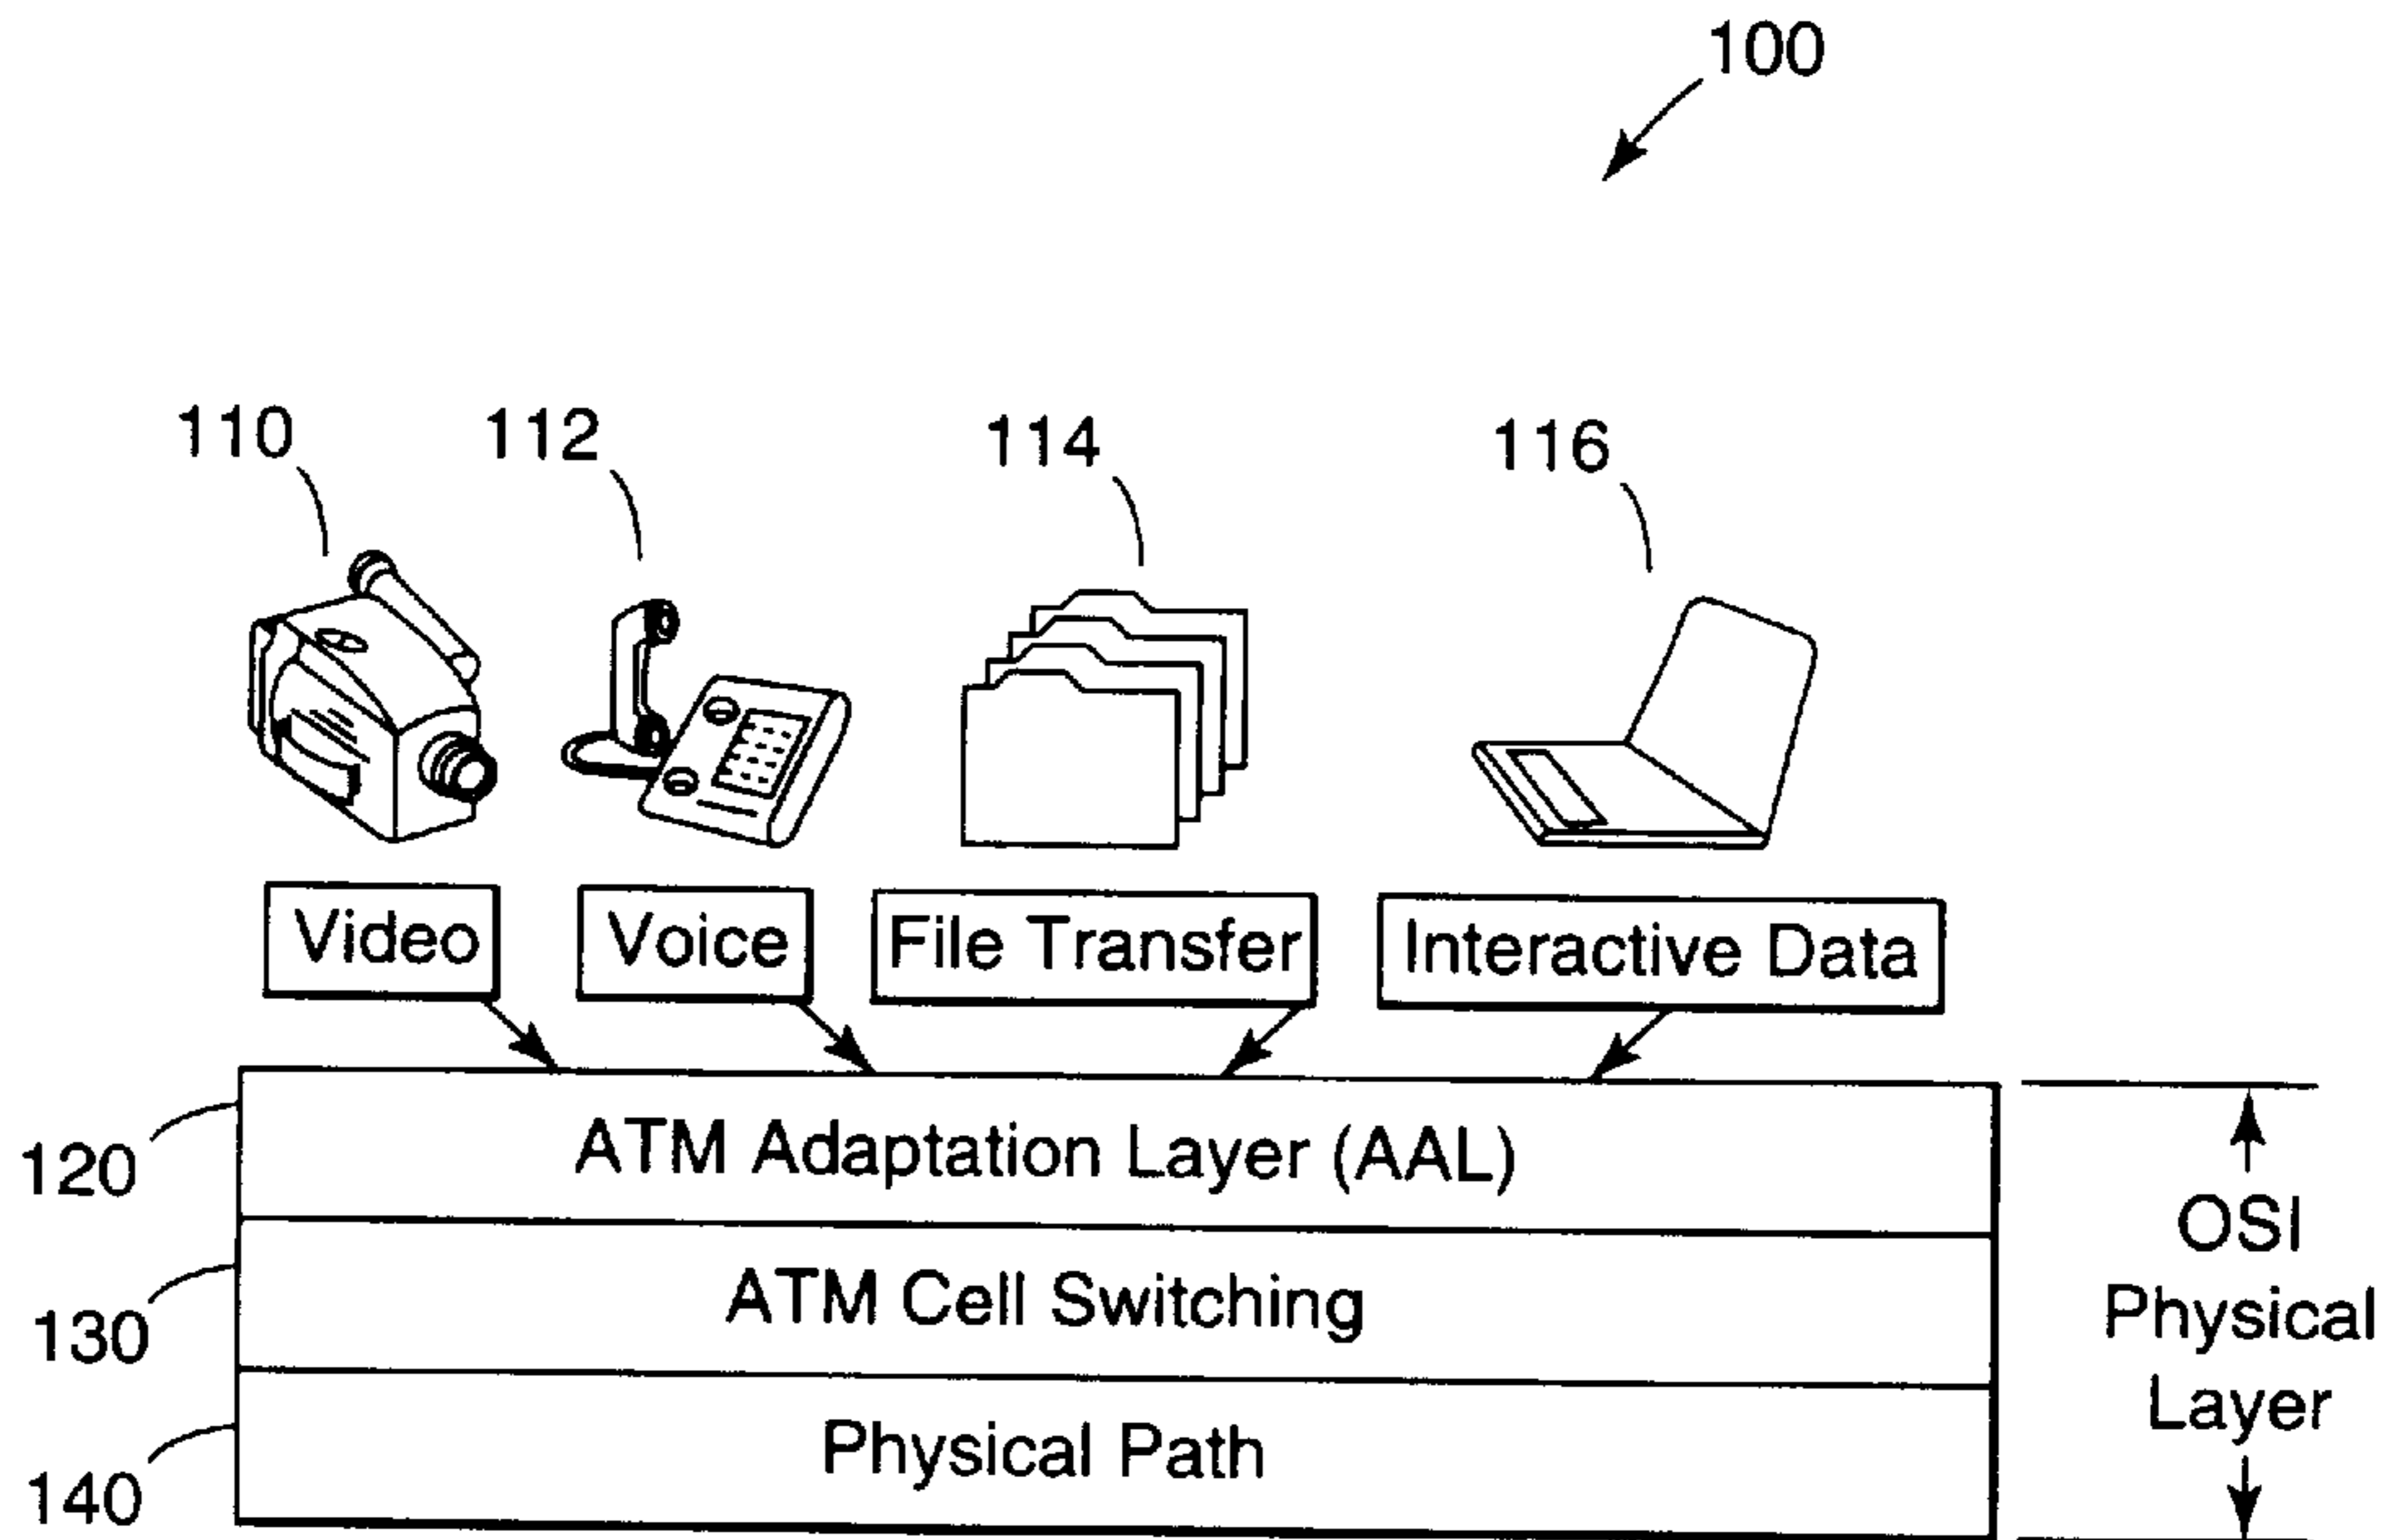 100
110
112
114
116
Video
Voice
File Transfer
Interactive Data
120
ATM Adaptation Layer (AAL)
130
ATM Cell Switching
140
Physical Path
OSI
Physical
Layer